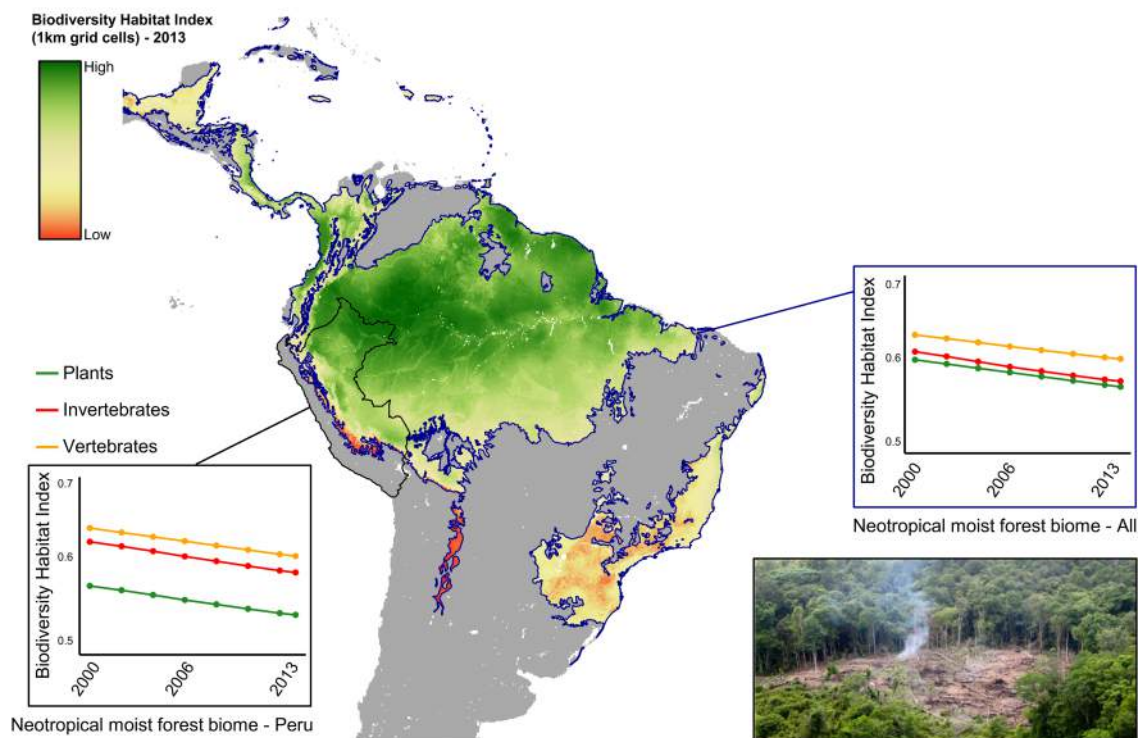 Biodiversity Habitat Index
(1km grid cells) - 2013
High
Low
Plants
Invertebrates
Vertebrates
Biodiversity Habitat Index
0.7
0.6
0.5
2000
2006
2013
Neotropical moist forest biome - Peru
Biodiversity Habitat Index
0.7
0.6
0.5
2000
2006
2013
Neotropical moist forest biome - All